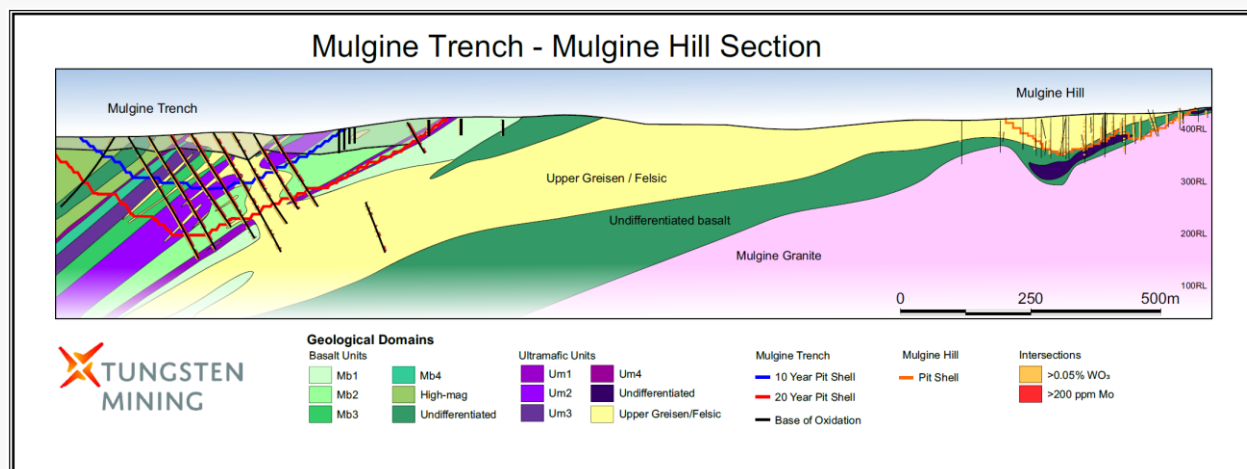 Mulgine Trench - Mulgine Hill Section
Mulgine Trench
Mulgine Hill
400RL
Upper Greisen / Felsic
300RL
Undifferentiated basalt
200RL
Mulgine Granite
100RL
0 250 500m
TUNGSTEN
MINING
Geological Domains
Basalt Units
Mb1
Mb2
Mb3
Mb4
High-mag
Undifferentiated
Ultramafic Units
Um1
Um2
Um3
Um4
Undifferentiated
Upper Greisen/Felsic
Mulgine Trench
10 Year Pit Shell
20 Year Pit Shell
Base of Oxidation
Mulgine Hill
Pit Shell
Intersections
>0.05% WO₃
>200 ppm Mo